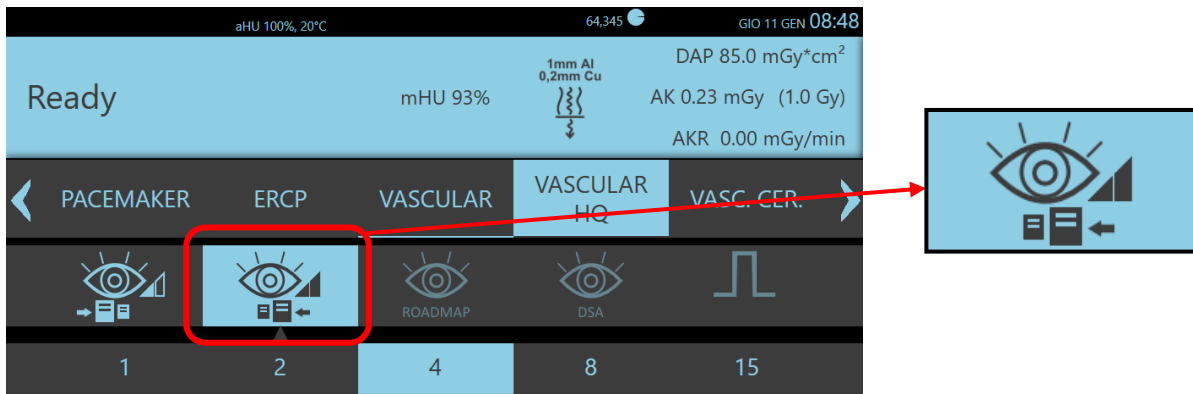 aHU 100%, 20°C 64,345 GIO 11 GEN 08:48
Ready
mHU 93%
1mm Al
0,2mm Cu
DAP 85.0 mGy*cm²
AK 0.23 mGy (1.0 Gy)
AKR 0.00 mGy/min
PACEMAKER ERCP VASCULAR VASCULAR HQ VASC. CER.
ROADMAP DSA
1 2 4 8 15